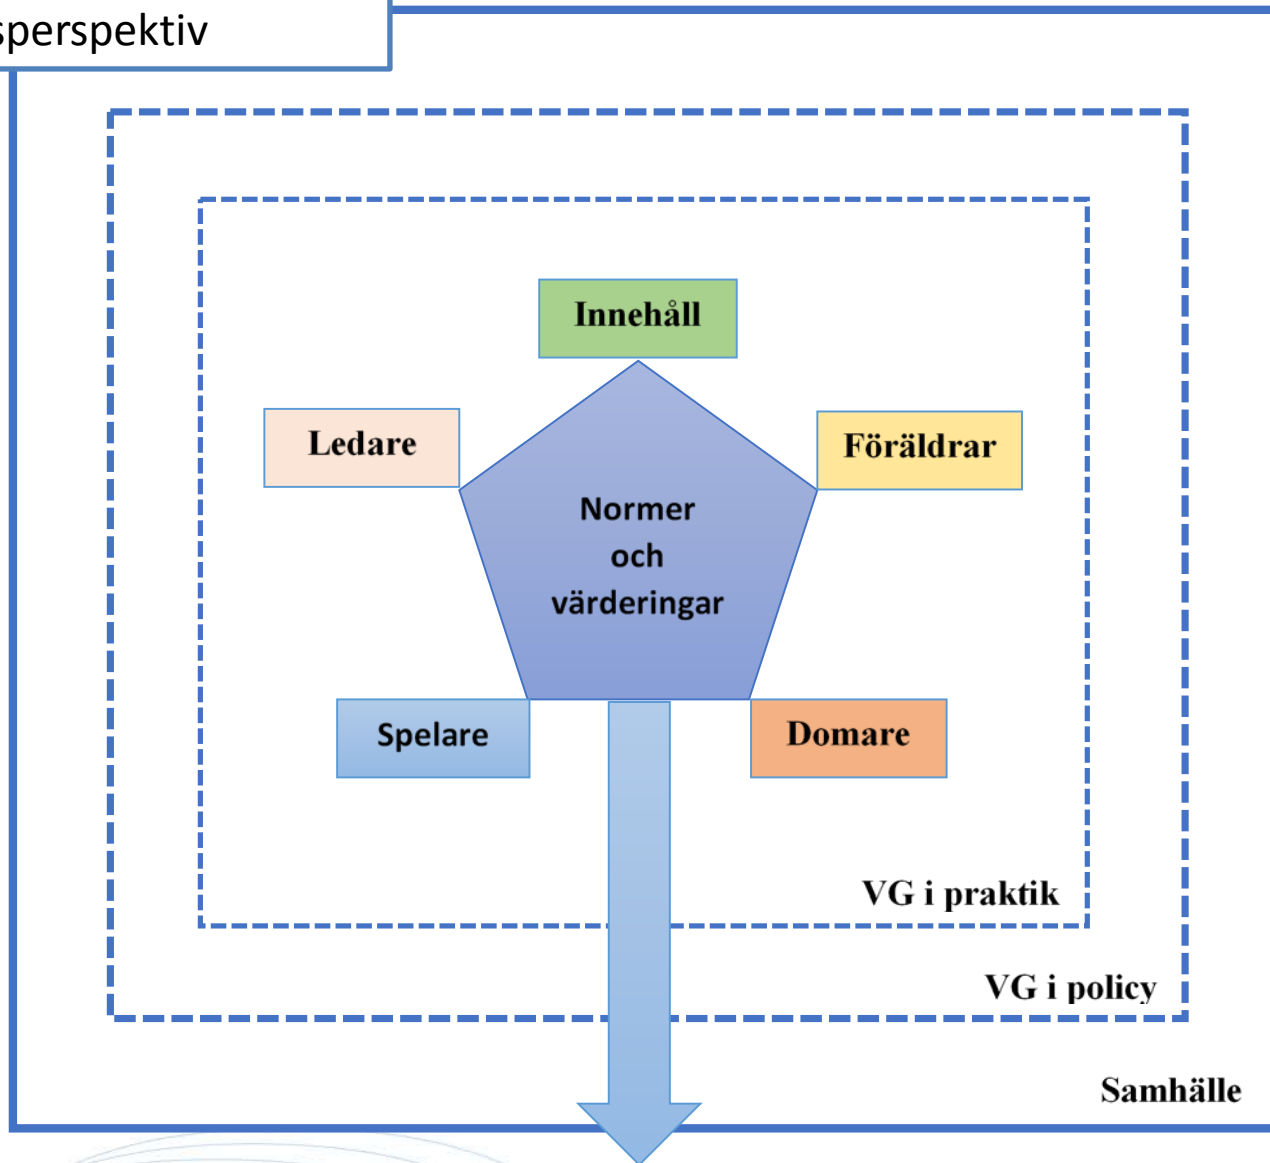 sperspektiv
Innehåll
Ledare
Föräldrar
Normer
och
värderingar
Spelare
Domare
VG i praktik
VG i policy
Samhälle